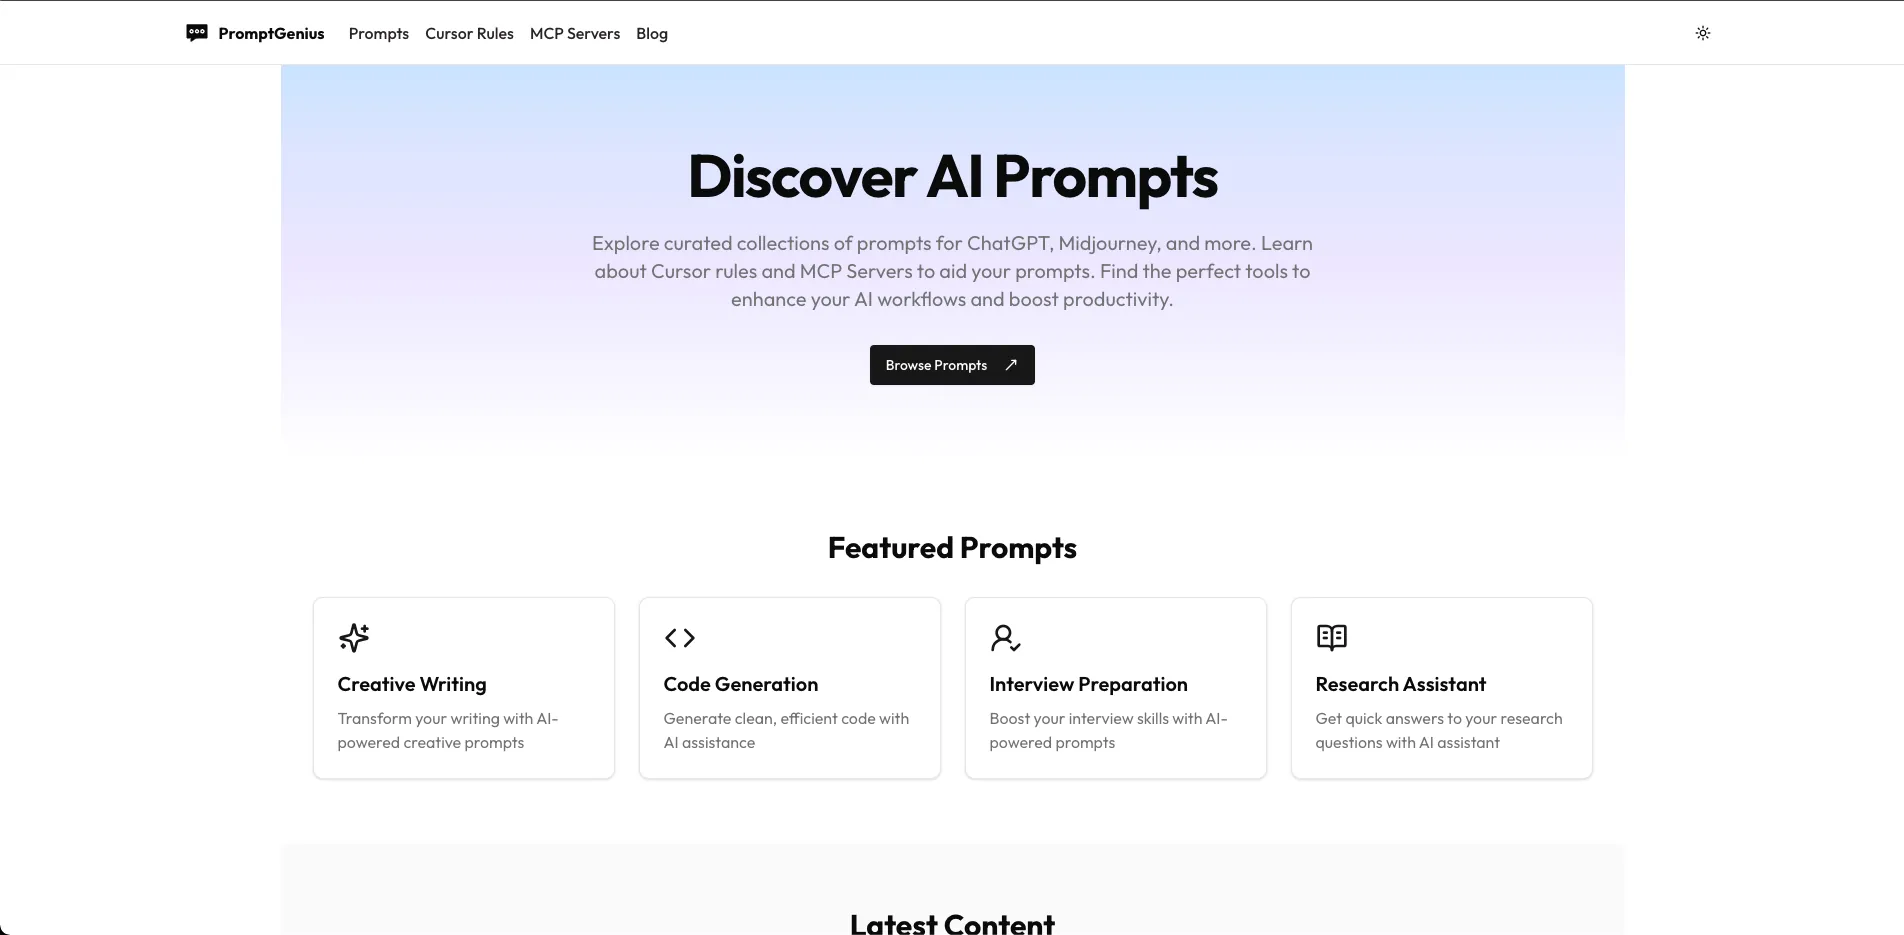 PromptGenius Prompts Cursor Rules MCP Servers Blog
Discover AI Prompts
Explore curated collections of prompts for ChatGPT, Midjourney, and more. Learn
about Cursor rules and MCP Servers to aid your prompts. Find the perfect tools to
enhance your AI workflows and boost productivity.
Browse Prompts
Featured Prompts
Creative Writing
Transform your writing with AI-
powered creative prompts
Code Generation
Generate clean, efficient code with
AI assistance
Interview Preparation
Boost your interview skills with AI-
powered prompts
Research Assistant
Get quick answers to your research
questions with AI assistant
Latest Content